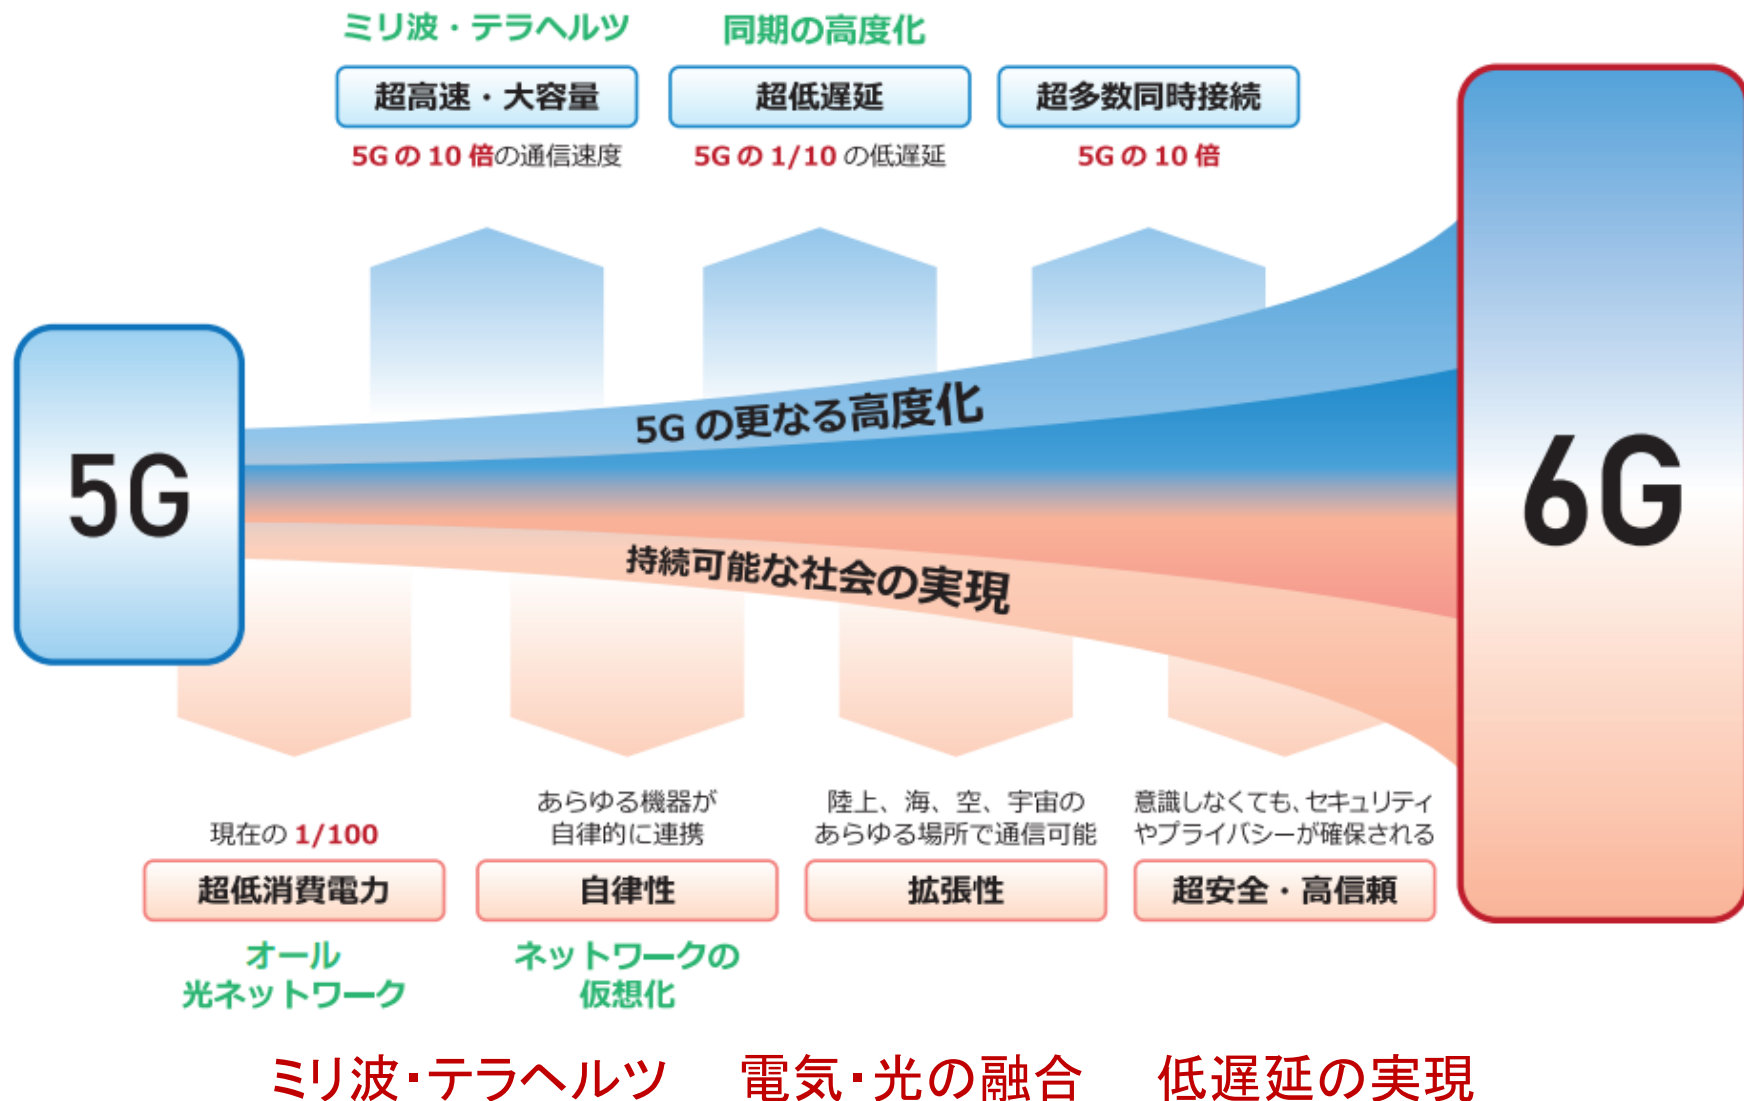 ミリ波・テラヘルツ
同期の高度化
超高速・大容量
超低遅延
超多数同時接続
5Gの10倍の通信速度
5Gの1/10の低遅延
5Gの10倍
5G
5Gの更なる高度化
6G
持続可能な社会の実現
現在の1/100
あらゆる機器が
自律的に連携
陸上、海、空、宇宙の
あらゆる場所で通信可能
意識しなくても、セキュリティ
やプライバシーが確保される
超低消費電力
自律性
拡張性
超安全・高信頼
オール
光ネットワーク
ネットワークの
仮想化
ミリ波・テラヘルツ 電気・光の融合 低遅延の実現